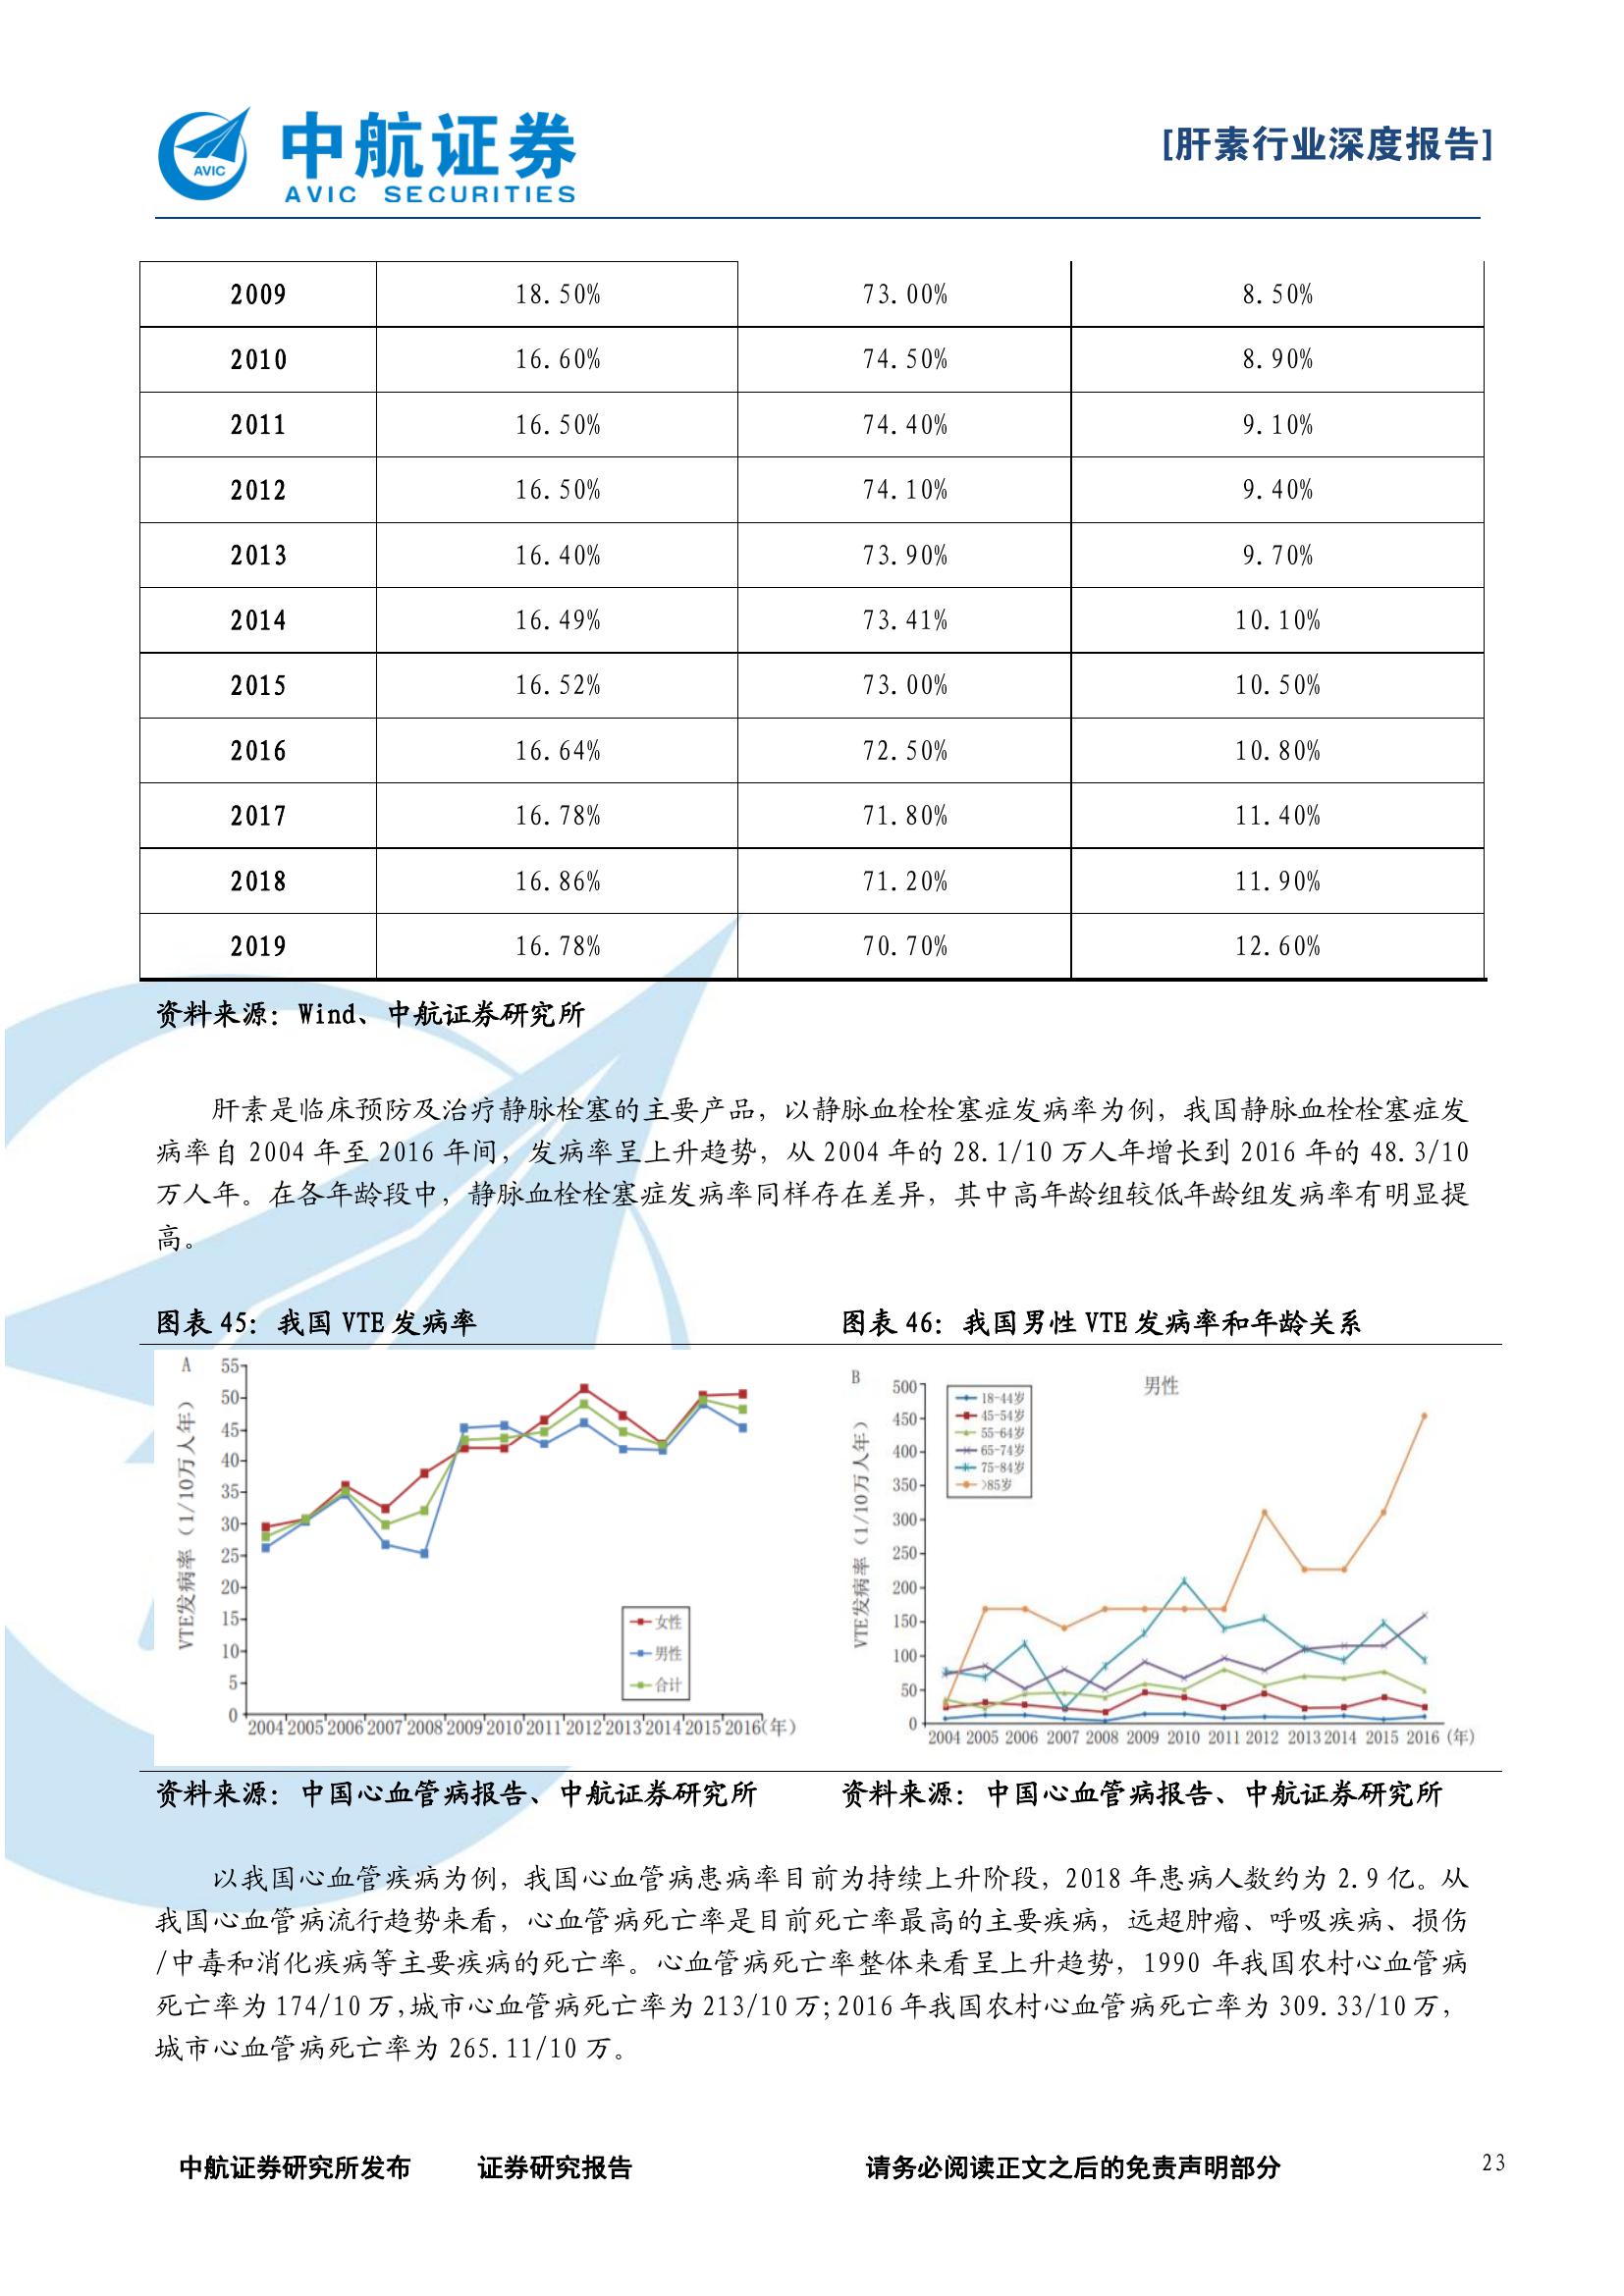 AVIC
中航证券
AVIC SECURITIES
[肝素行业深度报告]
2009 18.50% 73.00% 8.50%
2010 16.60% 74.50% 8.90%
2011 16.50% 74.40% 9.10%
2012 16.50% 74.10% 9.40%
2013 16.40% 73.90% 9.70%
2014 16.49% 73.41% 10.10%
2015 16.52% 73.00% 10.50%
2016 16.64% 72.50% 10.80%
2017 16.78% 71.80% 11.40%
2018 16.86% 71.20% 11.90%
2019 16.78% 70.70% 12.60%
资料来源：Wind、中航证券研究所
肝素是临床预防及治疗静脉栓塞的主要产品，以静脉血栓栓塞症发病率为例，我国静脉血栓栓塞症发
病率自 2004 年至 2016 年间，发病率呈上升趋势，从 2004 年的 28.1/10 万人年增长到 2016 年的 48.3/10
万人年。在各年龄段中，静脉血栓栓塞症发病率同样存在差异，其中高年龄组较低年龄组发病率有明显提
高。
图表 45：我国 VTE 发病率
A
VTE发病率（1/10万人年）
55
50
45
40
35
30
25
20
15
10
5
0
女性
男性
合计
2004 2005 2006 2007 2008 2009 2010 2011 2012 2013 2014 2015 2016(年)
资料来源：中国心血管病报告、中航证券研究所
图表 46：我国男性 VTE 发病率和年龄关系
B
男性
VTE发病率（1/10万人年）
500
450
400
350
300
250
200
150
100
50
0
18-44岁
45-54岁
55-64岁
65-74岁
75-84岁
>85岁
2004 2005 2006 2007 2008 2009 2010 2011 2012 2013 2014 2015 2016 (年)
资料来源：中国心血管病报告、中航证券研究所
以我国心血管疾病为例，我国心血管病患病率目前为持续上升阶段，2018 年患病人数约为 2.9 亿。从
我国心血管病流行趋势来看，心血管病死亡率是目前死亡率最高的主要疾病，远超肿瘤、呼吸疾病、损伤
/中毒和消化疾病等主要疾病的死亡率。心血管病死亡率整体来看呈上升趋势，1990 年我国农村心血管病
死亡率为 174/10 万,城市心血管病死亡率为 213/10 万;2016 年我国农村心血管病死亡率为 309.33/10 万，
城市心血管病死亡率为 265.11/10 万。
中航证券研究所发布 证券研究报告 请务必阅读正文之后的免责声明部分 23